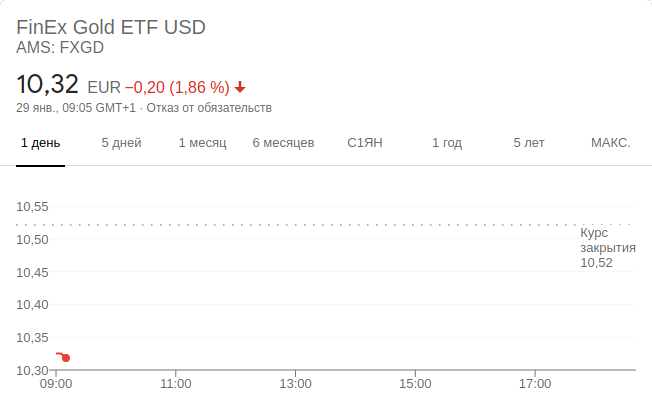 FinEx Gold ETF USD
AMS: FXGD
10,32 EUR −0,20 (1,86 %)
29 янв., 09:05 GMT+1 · Отказ от обязательств
1 день 5 дней 1 месяц 6 месяцев С1ЯН 1 год 5 лет МАКС.
10,55
10,50
10,45
10,40
10,35
10,30
Курс
закрытия
10,52
09:00 11:00 13:00 15:00 17:00